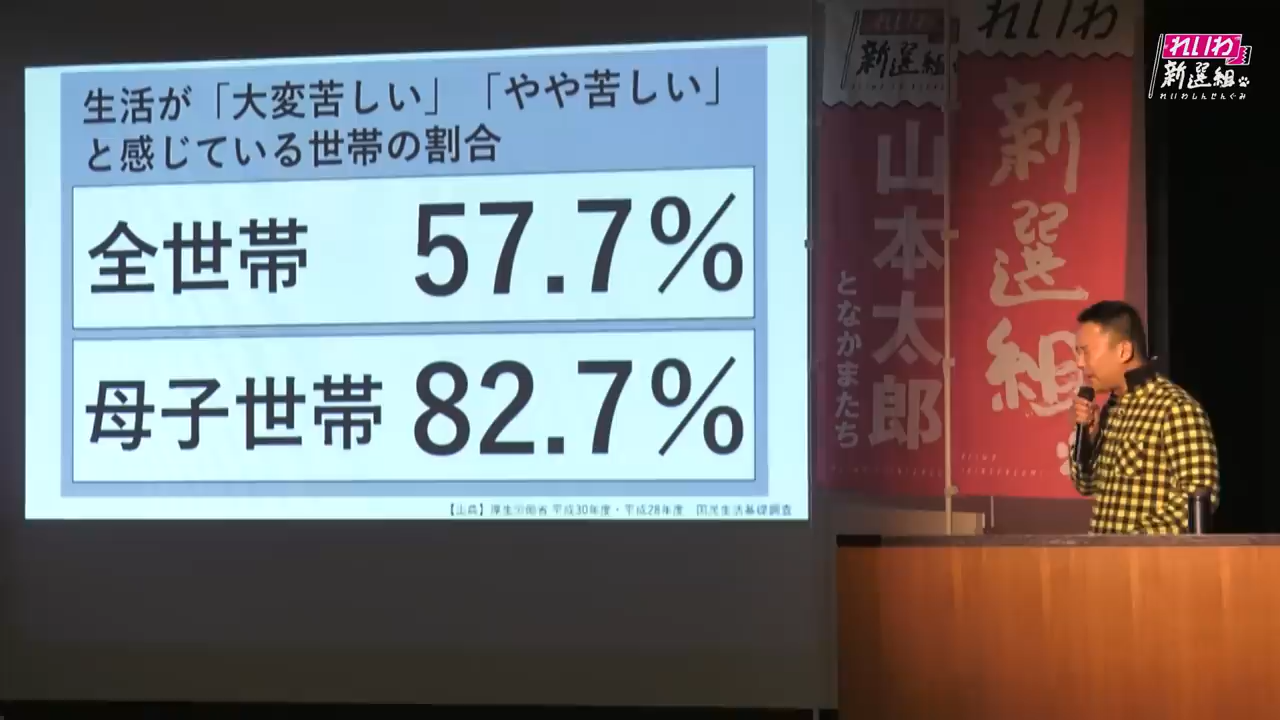 生活が「大変苦しい」「やや苦しい」
と感じている世帯の割合
全世帯 57.7%
母子世帯 82.7%
【出典】厚生労働省 平成30年度・平成28年度 国民生活基礎調査
れいわ
新選組
れいわ
新選組
山本太郎
となかまたち
れいわ
新選組
れいわしんせんぐみ